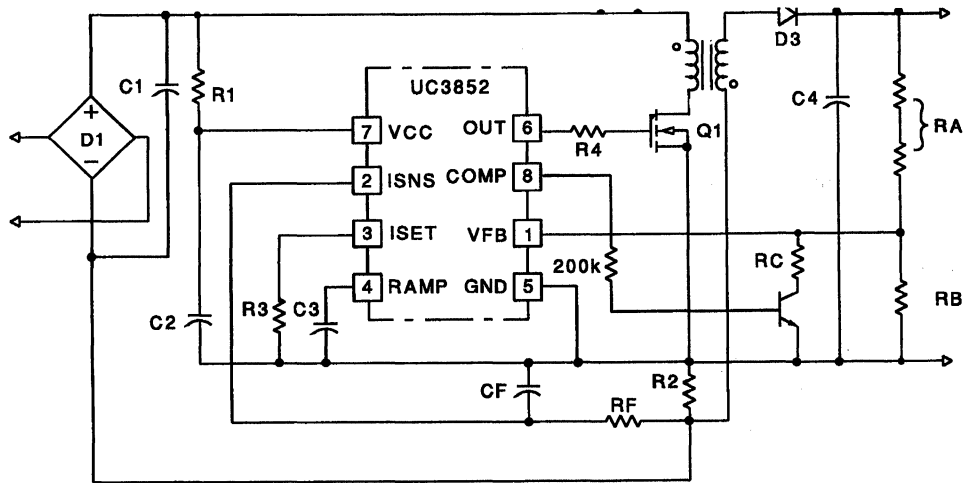 D3
UC3852
C1
R1
C4
RA
+
D1
−
7 VCC
OUT 6
R4
Q1
2 ISNS
COMP 8
3 ISET
VFB 1
200k
RC
4 RAMP
GND 5
R3
C3
C2
RB
CF
R2
RF